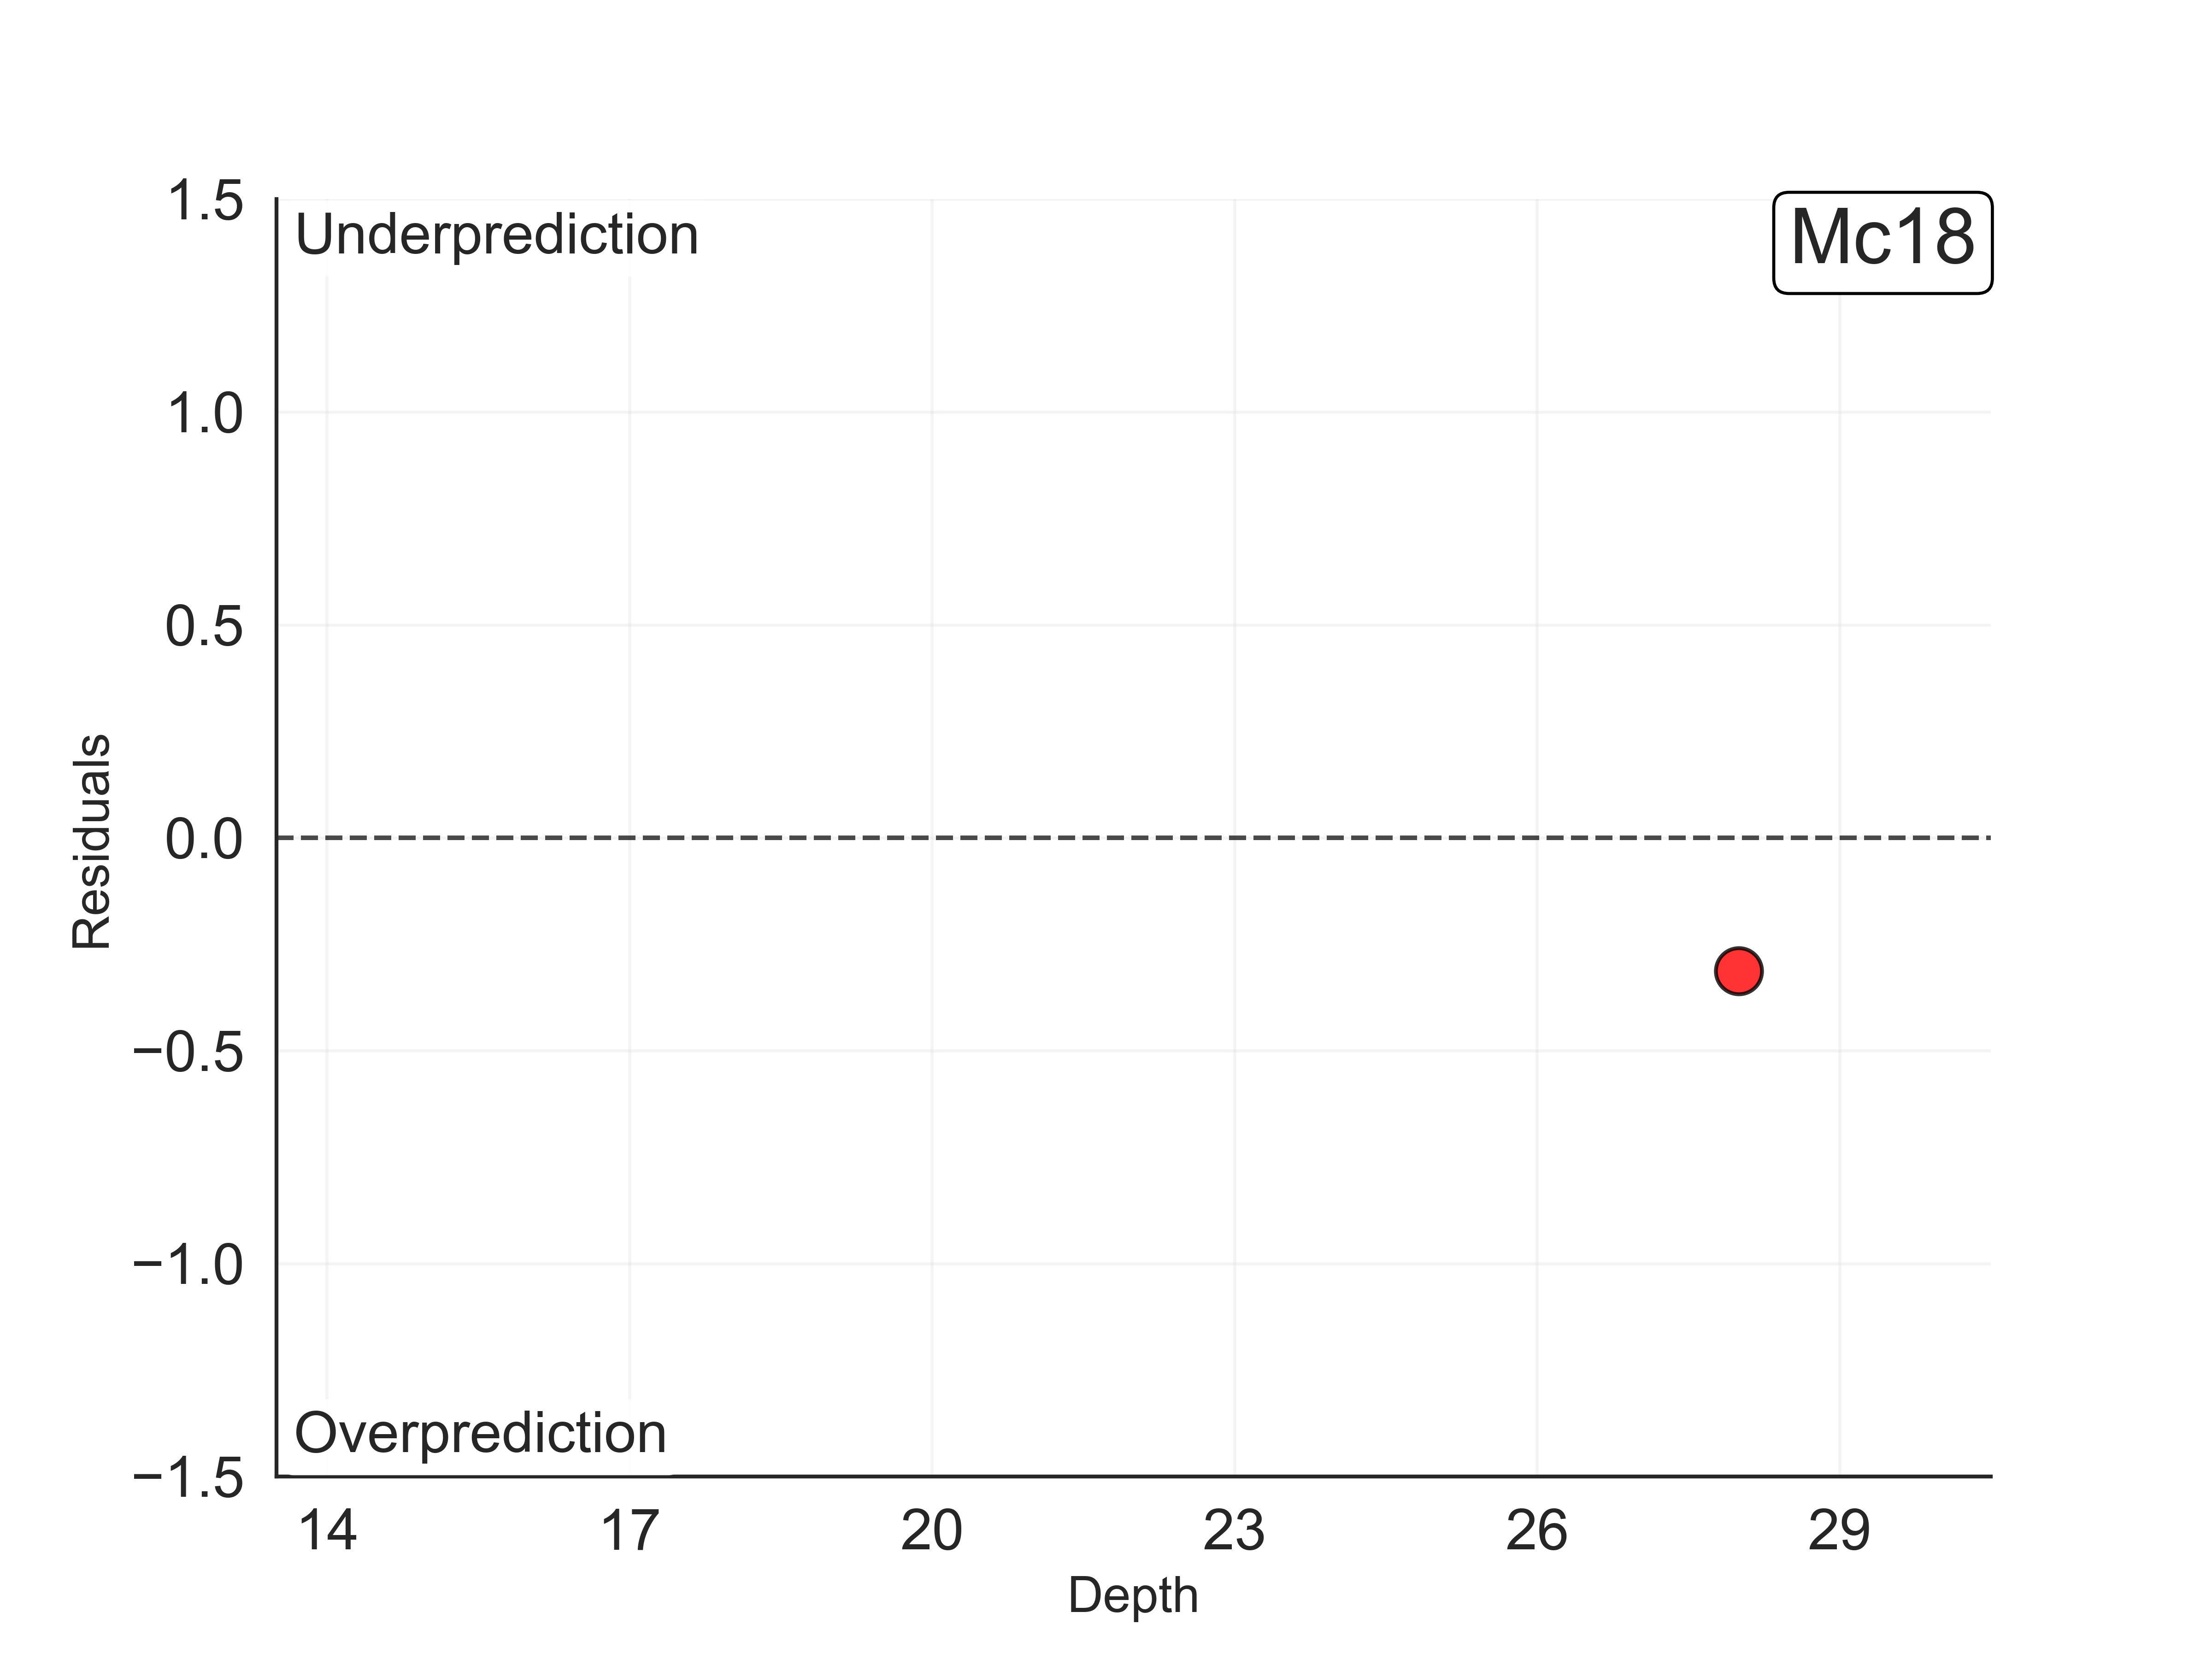 1.5
Underprediction
Mc18
1.0
0.5
0.0
−0.5
−1.0
Overprediction
−1.5
Residuals
14 17 20 23 26 29
Depth